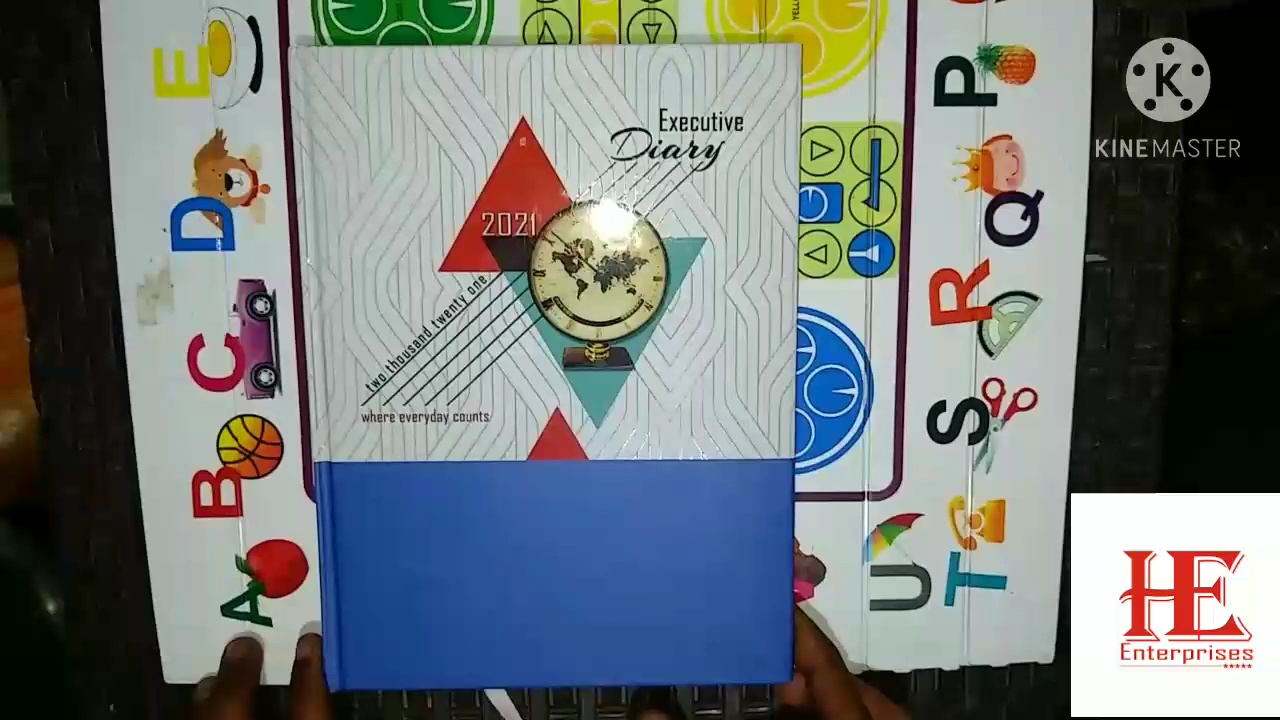 Executive
Diary
2021
two thousand twenty one
where everyday counts
E
D
C
B
A
P
Q
R
S
T
U
KINEMASTER
HE
Enterprises